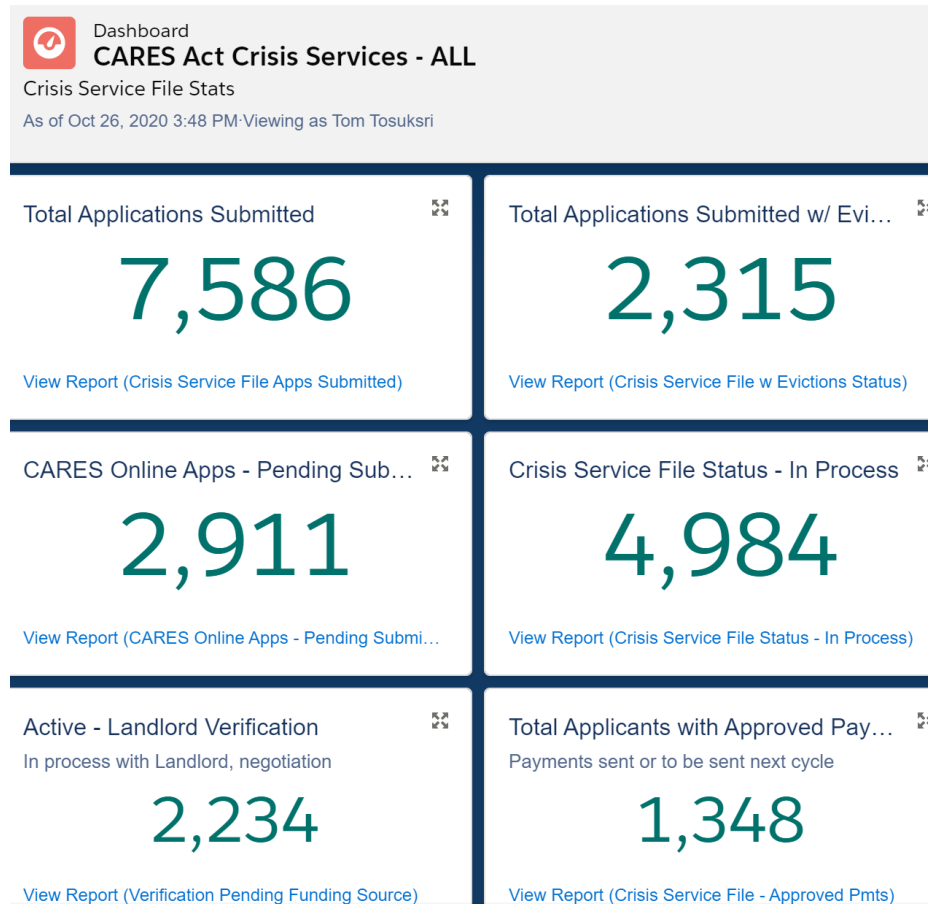 Dashboard
CARES Act Crisis Services - ALL
Crisis Service File Stats
As of Oct 26, 2020 3:48 PM·Viewing as Tom Tosuksri
Total Applications Submitted
7,586
View Report (Crisis Service File Apps Submitted)
Total Applications Submitted w/ Evi...
2,315
View Report (Crisis Service File w Evictions Status)
CARES Online Apps - Pending Sub...
2,911
View Report (CARES Online Apps - Pending Submi...
Crisis Service File Status - In Process
4,984
View Report (Crisis Service File Status - In Process)
Active - Landlord Verification
In process with Landlord, negotiation
2,234
View Report (Verification Pending Funding Source)
Total Applicants with Approved Pay...
Payments sent or to be sent next cycle
1,348
View Report (Crisis Service File - Approved Pmts)